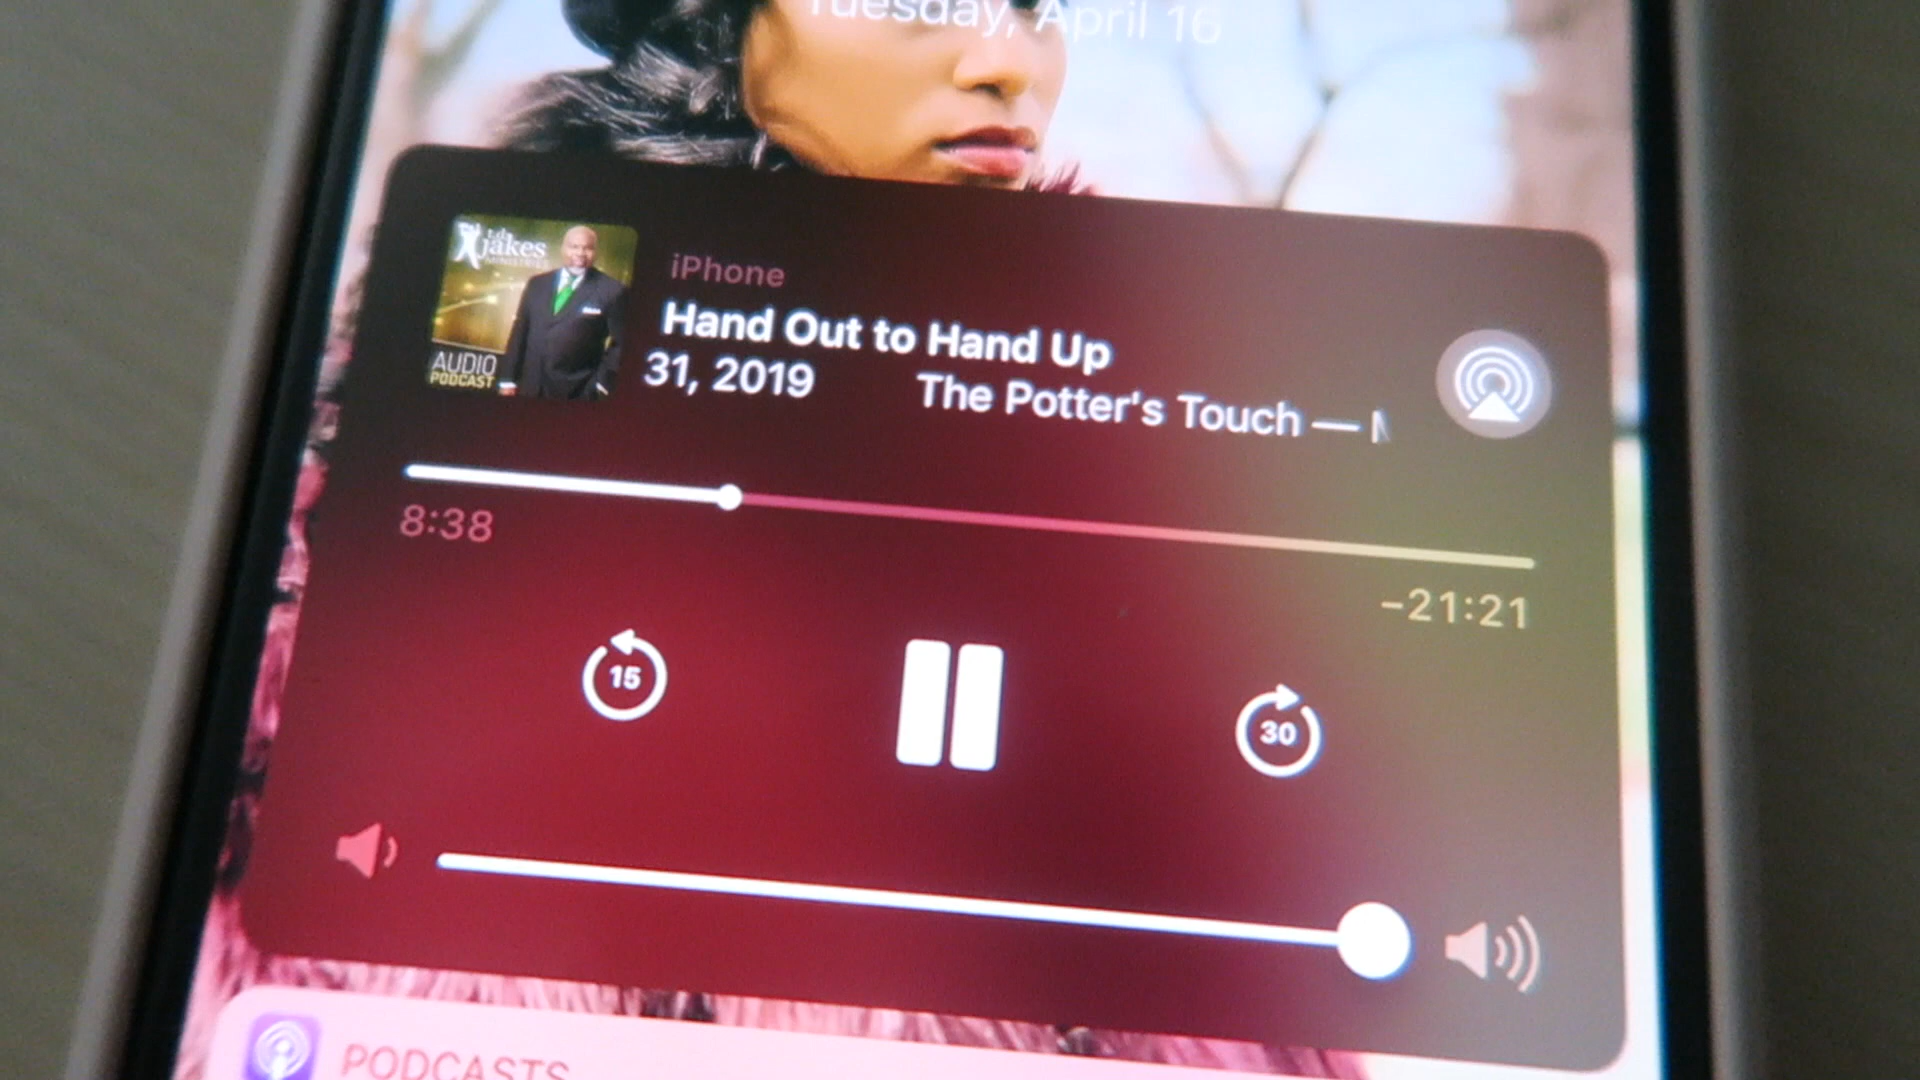 Tuesday, April 16
t.d.
jakes
MINISTRIES
AUDIO
PODCAST
iPhone
Hand Out to Hand Up
31, 2019 The Potter's Touch —
8:38
-21:21
15
30
PODCASTS